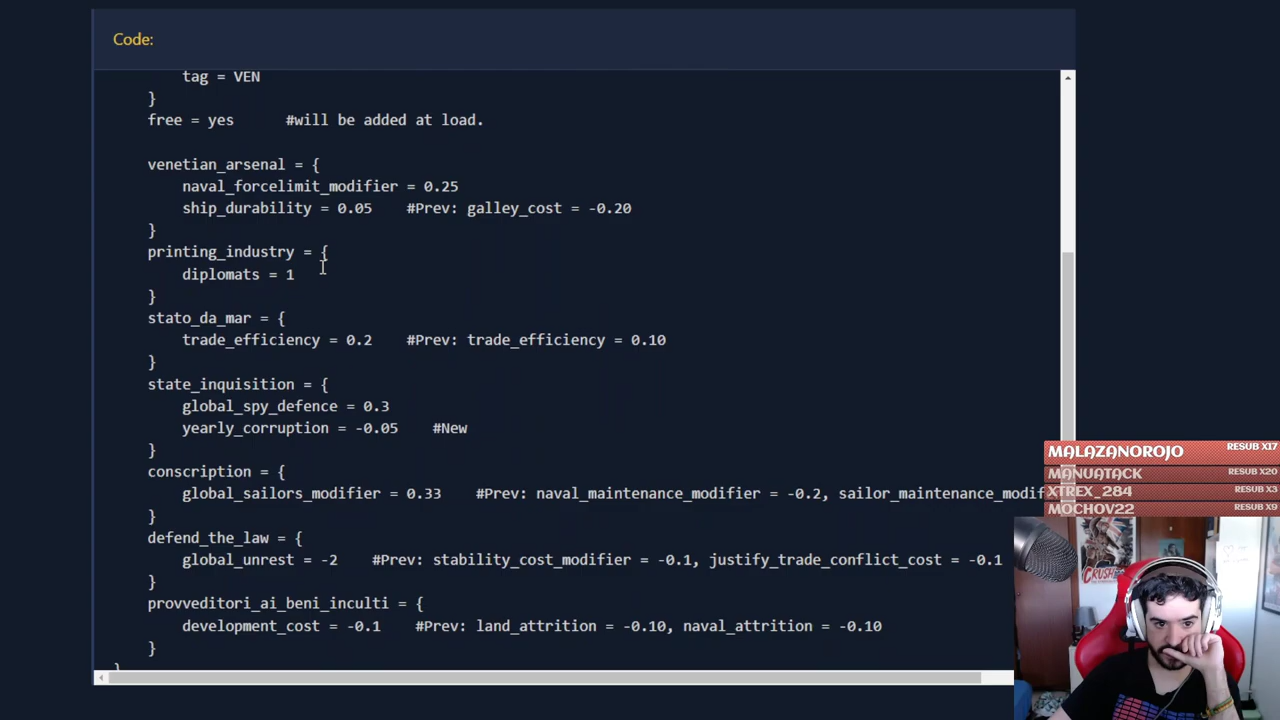 Code:
tag = VEN
}
free = yes #will be added at load.
venetian_arsenal = {
naval_forcelimit_modifier = 0.25
ship_durability = 0.05 #Prev: galley_cost = -0.20
}
printing_industry = {
diplomats = 1
}
stato_da_mar = {
trade_efficiency = 0.2 #Prev: trade_efficiency = 0.10
}
state_inquisition = {
global_spy_defence = 0.3
yearly_corruption = -0.05 #New
}
conscription = {
global_sailors_modifier = 0.33 #Prev: naval_maintenance_modifier = -0.2, sailor_maintenance_modif
}
defend_the_law = {
global_unrest = -2 #Prev: stability_cost_modifier = -0.1, justify_trade_conflict_cost = -0.1
}
provveditori_ai_beni_inculti = {
development_cost = -0.1 #Prev: land_attrition = -0.10, naval_attrition = -0.10
}
}
MALAZANOROJO RESUB X17
MANUATACK RESUB X20
XTREX_284 RESUB X3
MOCHOV22 RESUB X9
CRUSH